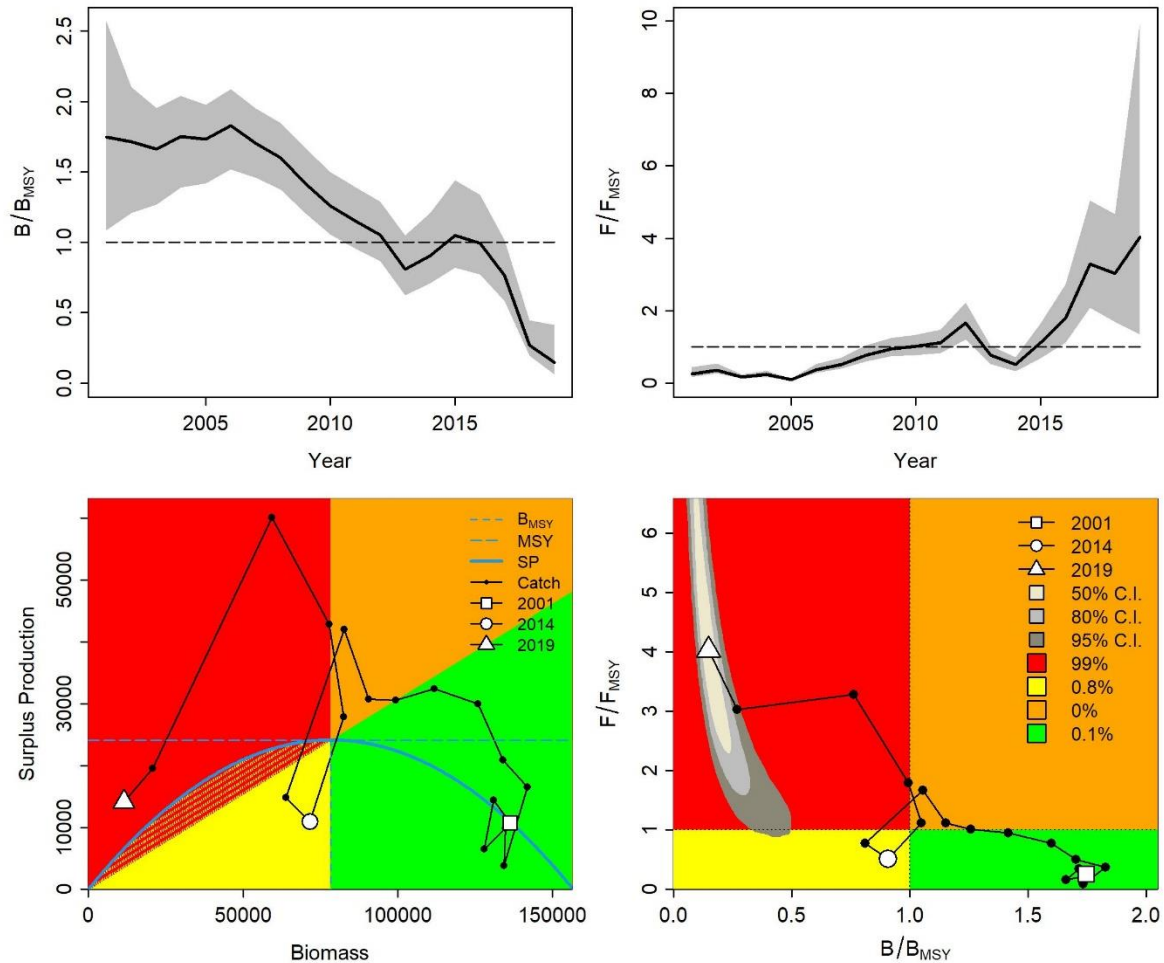 B/BMSY
2.5
2.0
1.5
1.0
0.5
0.0
2005 2010 2015
Year
F/FMSY
10
8
6
4
2
0
2005 2010 2015
Year
Surplus Production
50000
30000
10000
0
0 50000 100000 150000
Biomass
BMSY
MSY
SP
Catch
2001
2014
2019
F/FMSY
6
5
4
3
2
1
0
0.0 0.5 1.0 1.5 2.0
B/BMSY
2001
2014
2019
50% C.I.
80% C.I.
95% C.I.
99%
0.8%
0%
0.1%